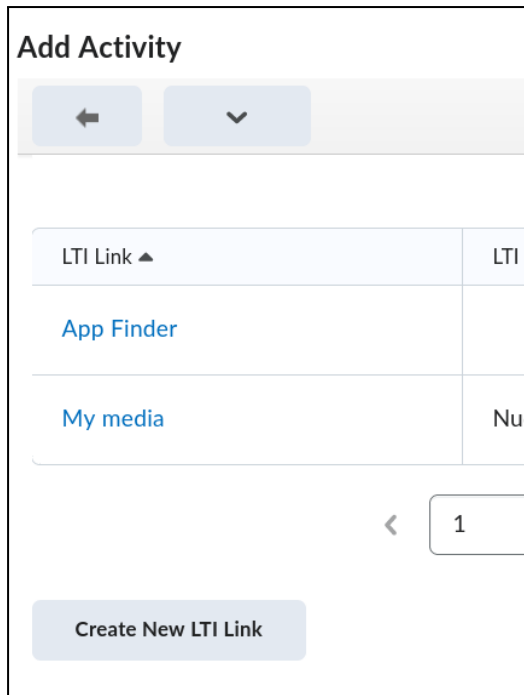 Add Activity
LTI Link LTI
App Finder
My media Nu
1
Create New LTI Link